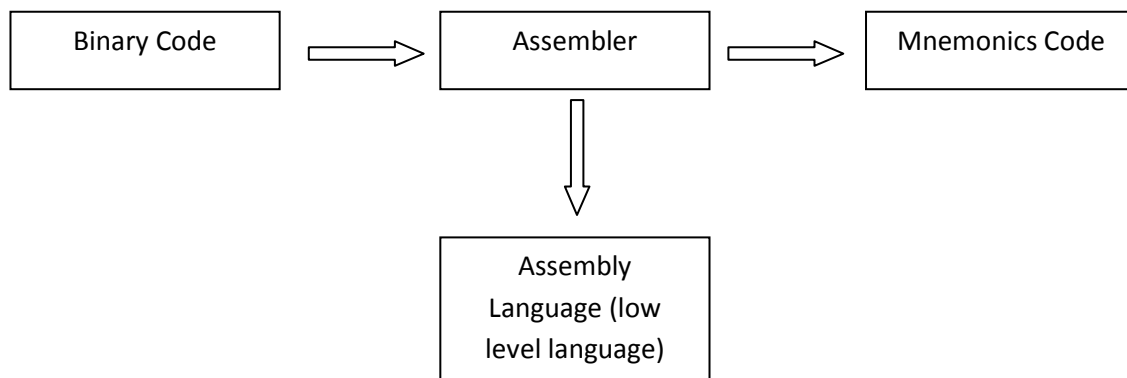 Binary Code
Assembler
Mnemonics Code
Assembly
Language (low
level language)